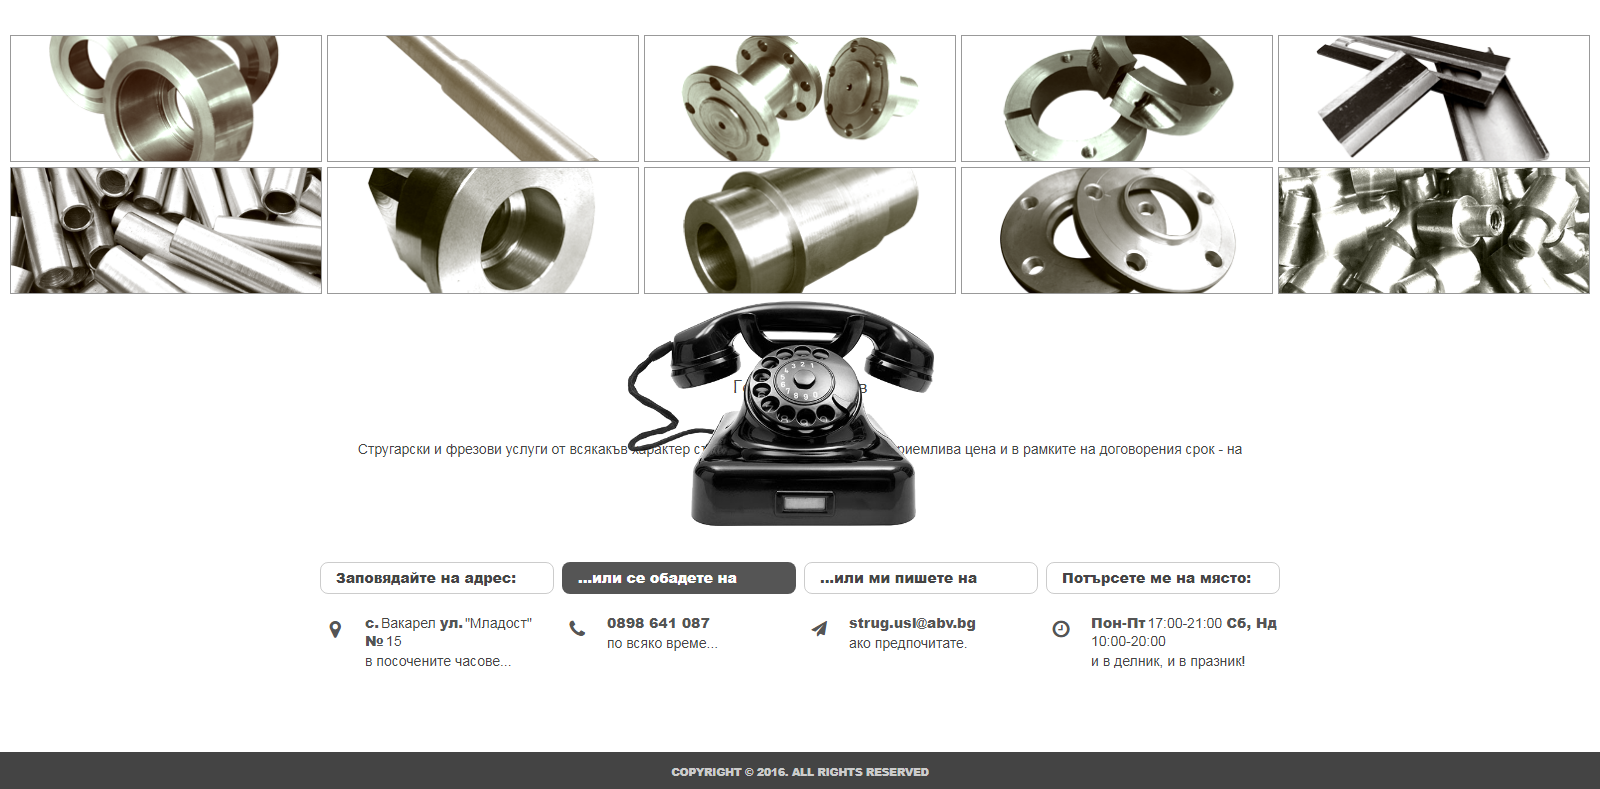 Стругарски и фрезови услуги от всякакъв характер
приемлива цена и в рамките на договорения срок - на
Заповядайте на адрес:
...или се обадете на
...или ми пишете на
Потърсете ме на място:
с. Вакарел ул. "Младост"
№ 15
в посочените часове...
0898 641 087
по всяко време...
strug.usl@abv.bg
ако предпочитате.
Пон-Пт 17:00-21:00 Сб, Нд
10:00-20:00
и в делник, и в празник!
COPYRIGHT © 2016. ALL RIGHTS RESERVED